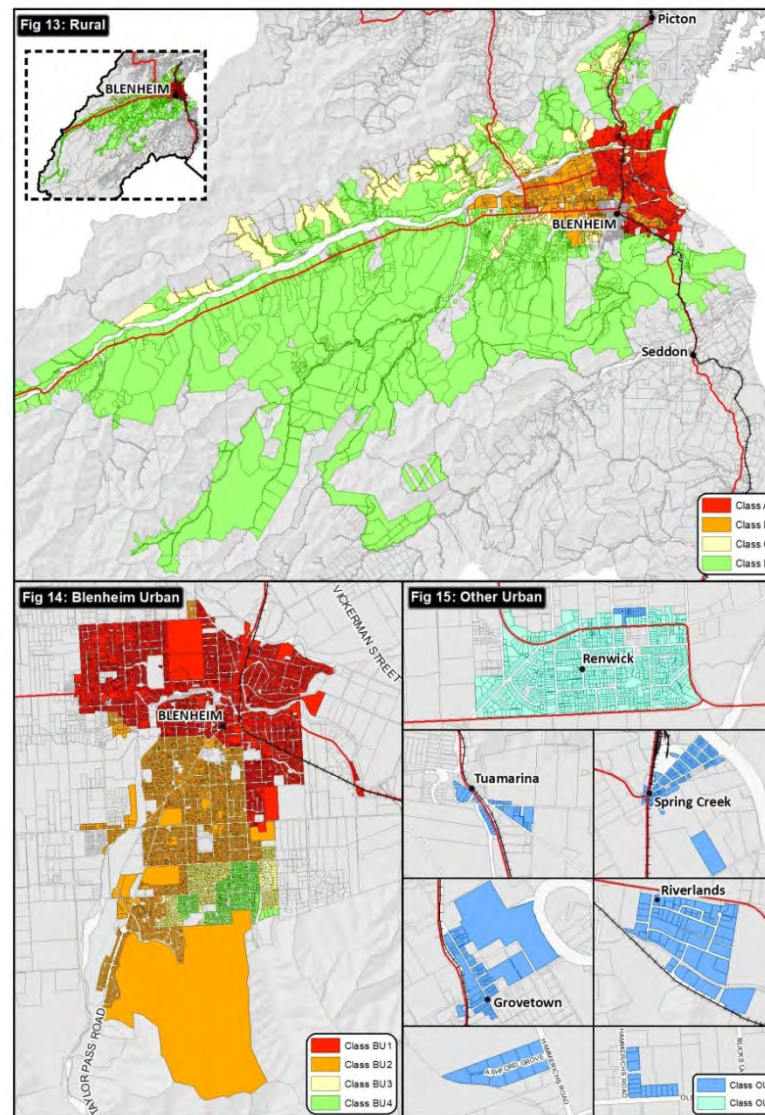 Fig 13: Rural
Picton
BLENHEIM
BLENHEIM
Seddon
Class A
Class
Class
Class
Fig 14: Blenheim Urban
VICKERMAN STREET
BLENHEIM
TAYLOR PASS ROAD
Class BU1
Class BU2
Class BU3
Class BU4
Fig 15: Other Urban
Renwick
Tuamarina
Spring Creek
Grovetown
Riverlands
ASHFORD GROVE
HAMMERICHS ROAD
HAMMERICHS ROAD
BLICKS LA
OL
Class OU
Class OU